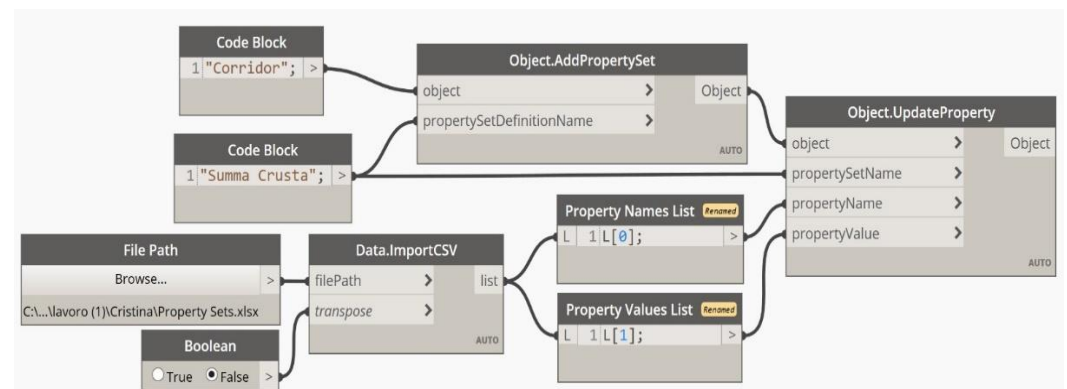 Code Block
1 "Corridor"; >
Object.AddPropertySet
object > Object
propertySetDefinitionName >
AUTO
Code Block
1 "Summa Crusta"; >
Object.UpdateProperty
object > Object
propertySetName >
propertyName >
propertyValue >
AUTO
Property Names List Renamed
L 1 L[0]; >
File Path
Browse... >
C:\...\lavoro (1)\Cristina\Property Sets.xlsx
Data.ImportCSV
filePath > list
transpose >
AUTO
Property Values List Renamed
L 1 L[1]; >
Boolean
True False >